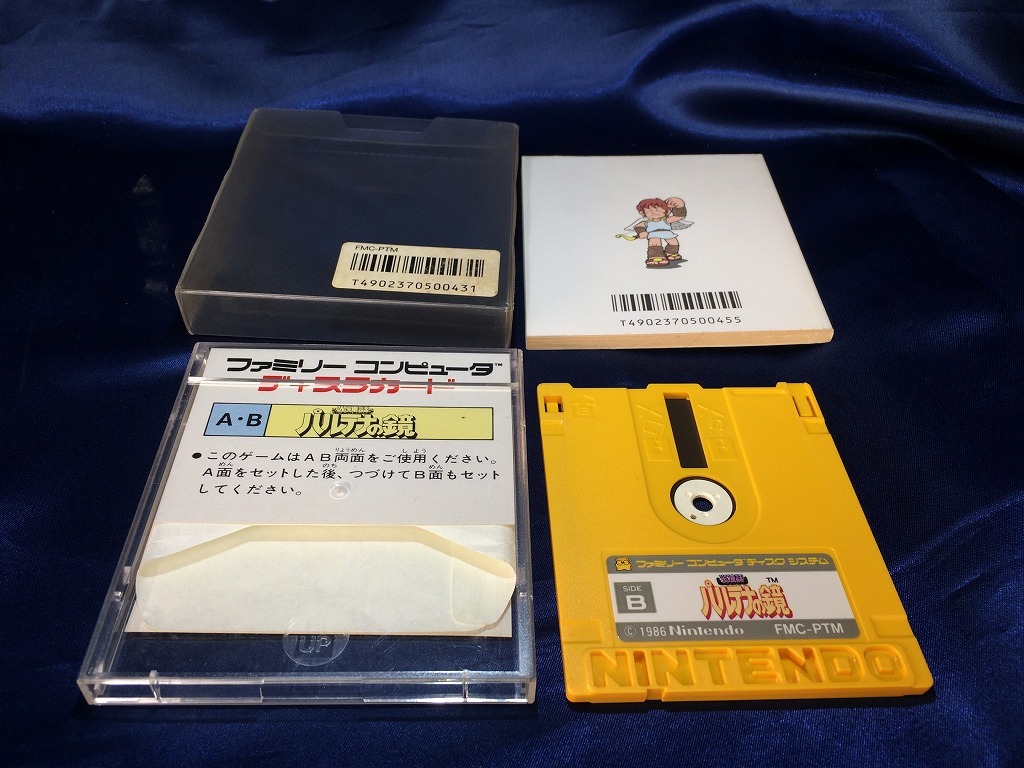 FMC-PTM
T4902370500431
T4902370500455
ファミリー コンピュータ™
ディスクカード
A・B
パルテナの鏡
●このゲームはAB両面をご使用ください。
A面をセットした後、つづけてB面もセット
してください。
UP
ファミリー コンピュータ ディスク システム
SIDE
B
パルテナの鏡™
© 1986 Nintendo FMC-PTM
NINTENDO